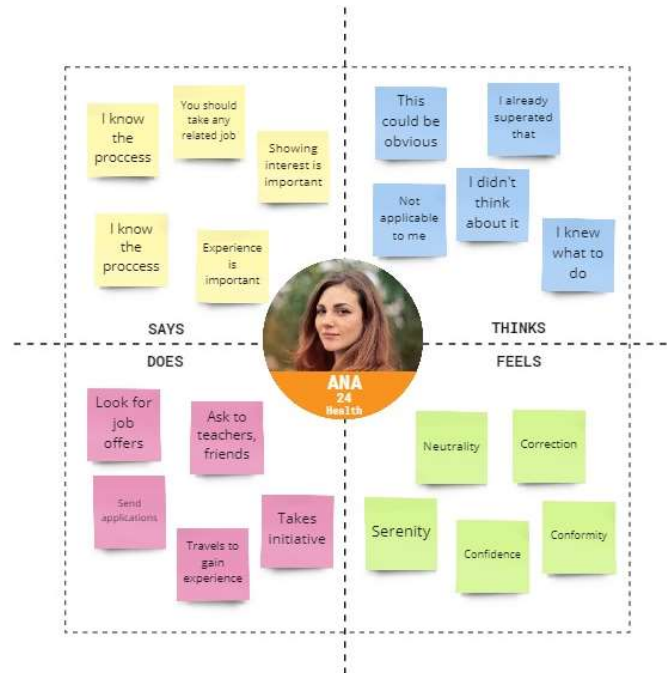 I know
the
proccess
You should
take any
related job
Showing
interest is
important
I know
the
proccess
Experience
is
important
SAYS
This
could be
obvious
I already
superated
that
Not
applicable
to me
I didn't
think
about it
I knew
what to
do
THINKS
ANA
24
Health
DOES
Look for
job
offers
Ask to
teachers,
friends
Send
applications
Travels to
gain
experience
Takes
initiative
FEELS
Neutrality
Correction
Serenity
Confidence
Conformity